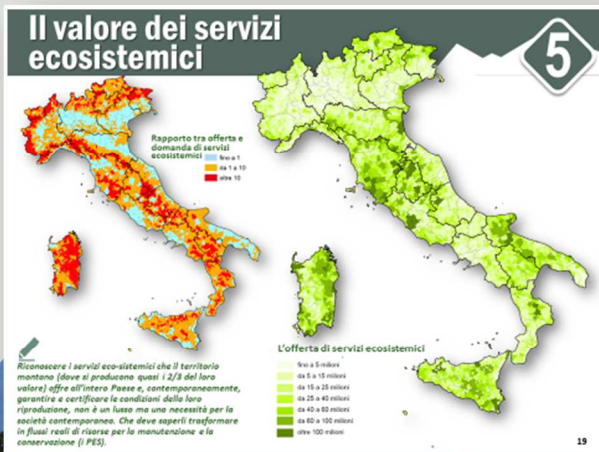 Il valore dei servizi
ecosistemici
5
Rapporto tra offerta e
domanda di servizi
ecosistemici
fino a 1
da 1 a 10
oltre 10
L'offerta di servizi ecosistemici
fino a 5 milioni
da 5 a 15 milioni
da 15 a 25 milioni
da 25 a 40 milioni
da 40 a 60 milioni
da 60 a 100 milioni
oltre 100 milioni
Riconoscere i servizi eco-sistemici che il territorio
montano (dove si producono quasi i 2/3 del loro
valore) offre all'intero Paese e, contemporaneamente,
garantire e certificare le condizioni della loro
riproduzione, non è un lusso ma una necessità per la
società contemporanea. Che deve saperli trasformare
in flussi reali di risorse per la manutenzione e la
conservazione (i PES).
19